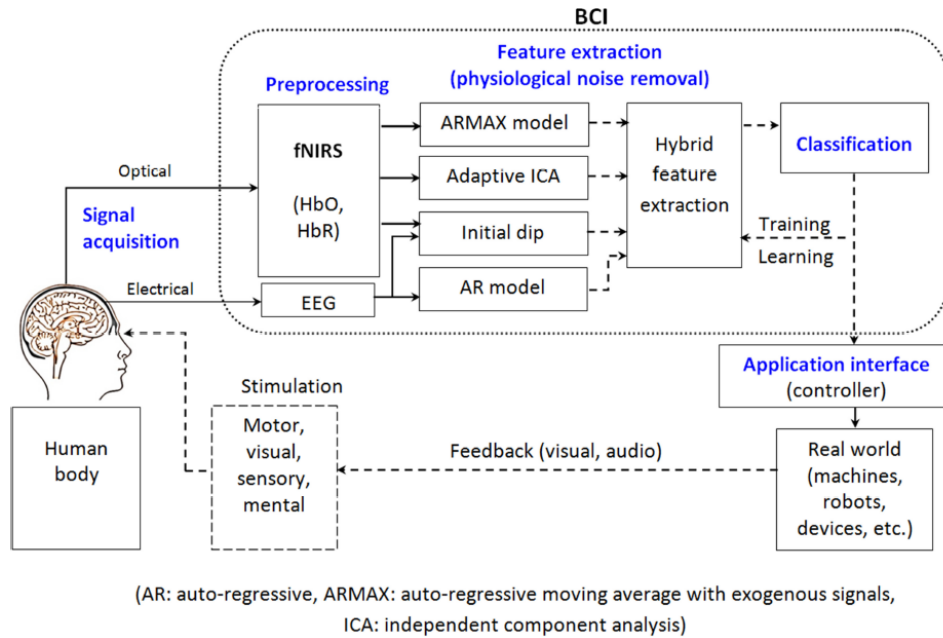 BCI
Feature extraction
(physiological noise removal)
Preprocessing
fNIRS
(HbO,
HbR)
EEG
ARMAX model
Adaptive ICA
Initial dip
AR model
Hybrid
feature
extraction
Classification
Training
Learning
Optical
Signal
acquisition
Electrical
Application interface
(controller)
Real world
(machines,
robots,
devices, etc.)
Feedback (visual, audio)
Stimulation
Motor,
visual,
sensory,
mental
Human
body
(AR: auto-regressive, ARMAX: auto-regressive moving average with exogenous signals,
ICA: independent component analysis)